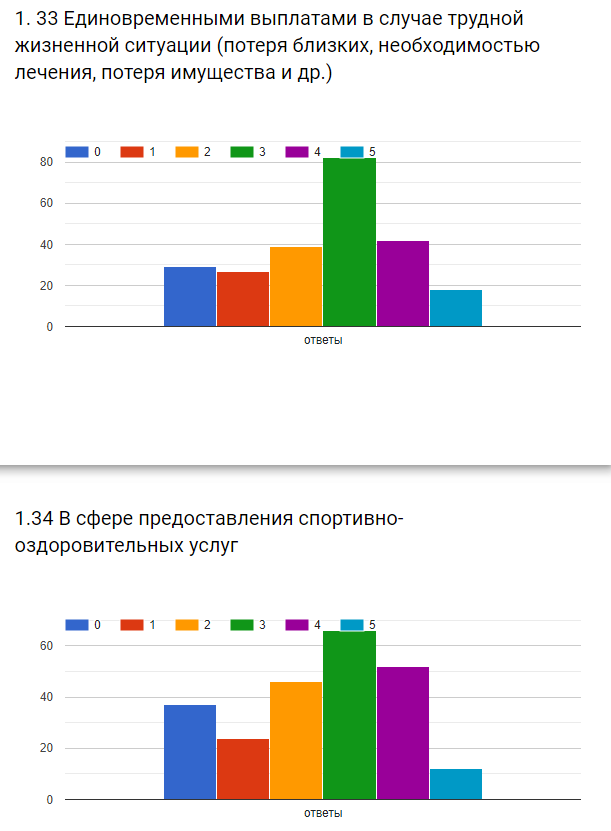 1. 33 Единовременными выплатами в случае трудной
жизненной ситуации (потеря близких, необходимостью
лечения, потеря имущества и др.)
0 1 2 3 4 5
80
60
40
20
0
ответы
1.34 В сфере предоставления спортивно-
оздоровительных услуг
0 1 2 3 4 5
60
40
20
0
ответы